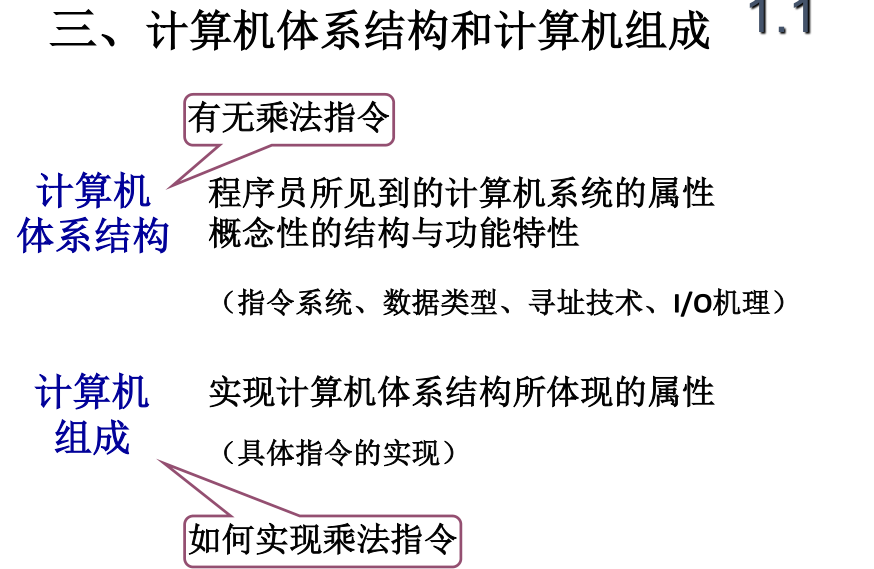 三、计算机体系结构和计算机组成 1.1
有无乘法指令
计算机
体系结构
程序员所见到的计算机系统的属性
概念性的结构与功能特性
（指令系统、数据类型、寻址技术、I/O机理）
计算机
组成
实现计算机体系结构所体现的属性
（具体指令的实现）
如何实现乘法指令